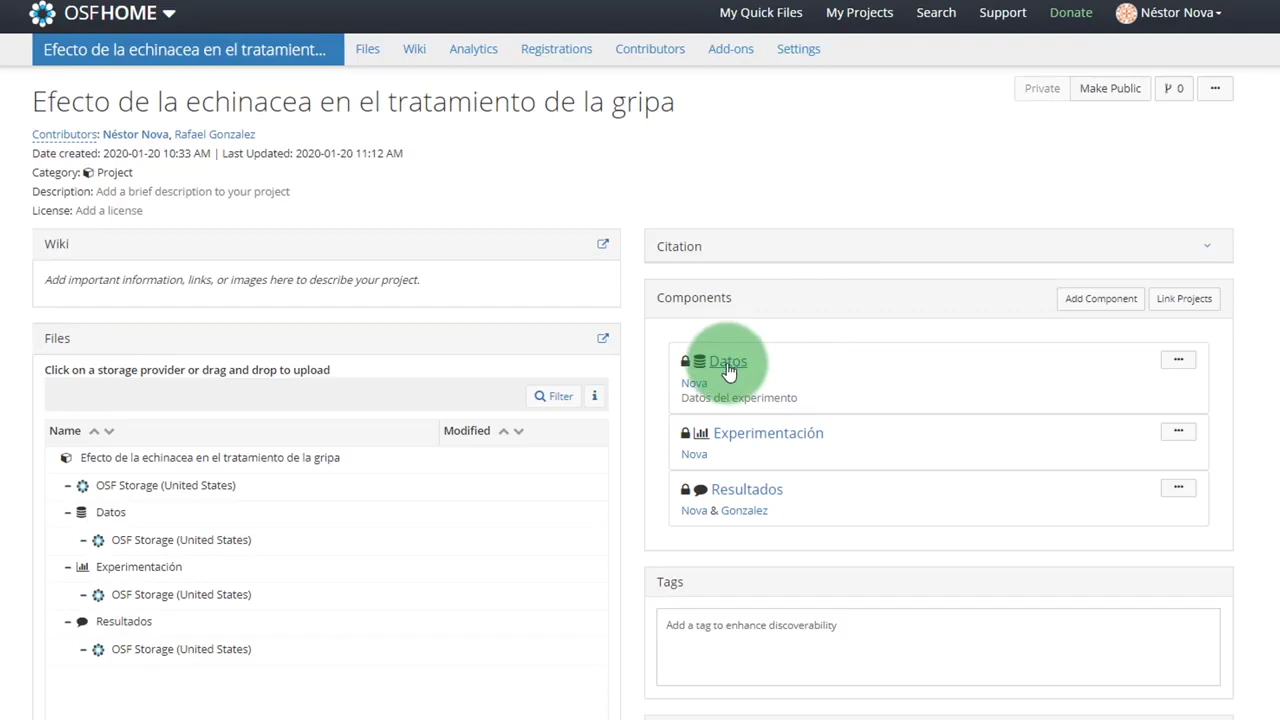 OSFHOME
My Quick Files
My Projects
Search
Support
Donate
Néstor Nova
Efecto de la echinacea en el tratamient...
Files
Wiki
Analytics
Registrations
Contributors
Add-ons
Settings
Efecto de la echinacea en el tratamiento de la gripa
Private
Make Public
0
...
Contributors: Néstor Nova, Rafael Gonzalez
Date created: 2020-01-20 10:33 AM | Last Updated: 2020-01-20 11:12 AM
Category: Project
Description: Add a brief description to your project
License: Add a license
Wiki
Add important information, links, or images here to describe your project.
Files
Click on a storage provider or drag and drop to upload
Filter
i
Name
Modified
Efecto de la echinacea en el tratamiento de la gripa
OSF Storage (United States)
Datos
OSF Storage (United States)
Experimentación
OSF Storage (United States)
Resultados
OSF Storage (United States)
Citation
Components
Add Component
Link Projects
Datos
...
Nova
Datos del experimento
Experimentación
...
Nova
Resultados
...
Nova & Gonzalez
Tags
Add a tag to enhance discoverability